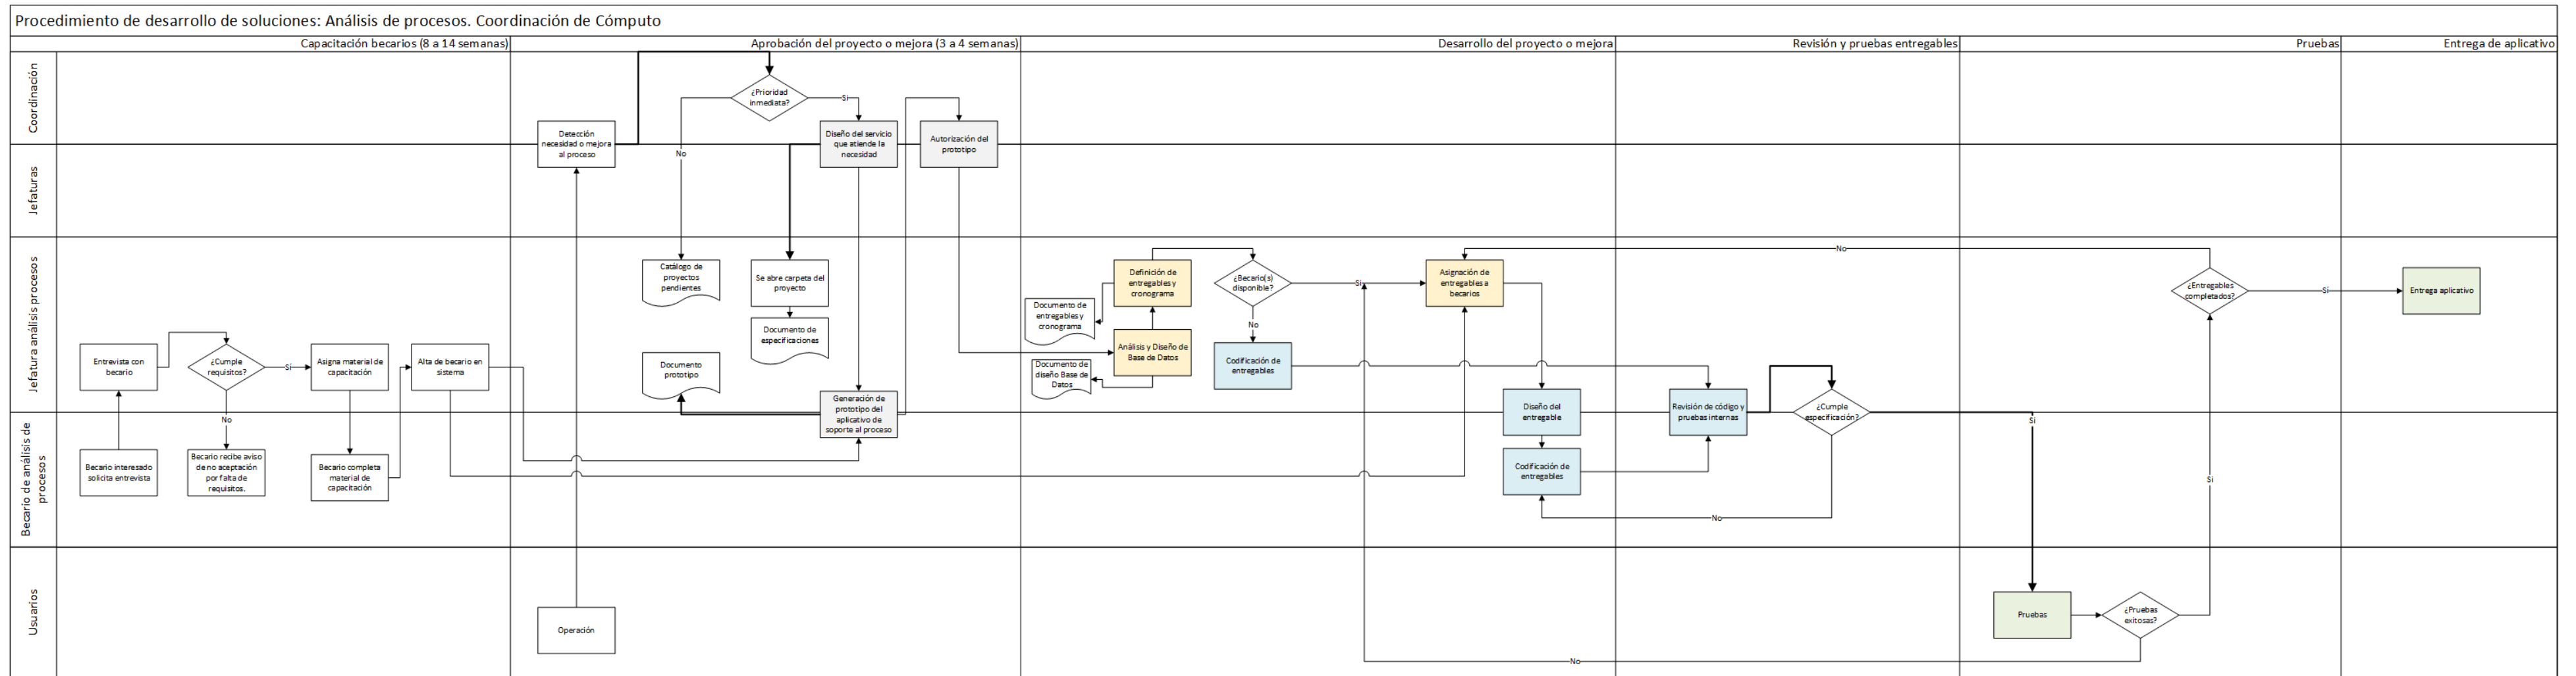 Procedimiento de desarrollo de soluciones: Análisis de procesos. Coordinación de Cómputo
Capacitación becarios (8 a 14 semanas)
Aprobación del proyecto o mejora (3 a 4 semanas)
Desarrollo del proyecto o mejora
Revisión y pruebas entregables
Pruebas
Entrega de aplicativo
Coordinación
¿Prioridad
inmediata?
Si
No
Detección
necesidad o mejora
al proceso
Diseño del servicio
que atiende la
necesidad
Autorización del
prototipo
Jefaturas
Jefatura análisis procesos
Entrevista con
becario
¿Cumple
requisitos?
Si
No
Asigna material de
capacitación
Alta de becario en
sistema
Catálogo de
proyectos
pendientes
Se abre carpeta del
proyecto
Documento de
especificaciones
Documento
prototipo
Generación de
prototipo del
aplicativo de
soporte al proceso
Documento de
entregables y
cronograma
Definición de
entregables y
cronograma
Documento de
diseño Base de
Datos
Análisis y Diseño de
Base de Datos
¿Becario(s)
disponible?
Si
No
Codificación de
entregables
Asignación de
entregables a
becarios
Diseño del
entregable
Revisión de código y
pruebas internas
¿Cumple
especificación?
Si
No
¿Entregables
completados?
No
Si
Entrega aplicativo
Becario de análisis de
procesos
Becario interesado
solicita entrevista
Becario recibe aviso
de no aceptación
por falta de
requisitos.
Becario completa
material de
capacitación
Codificación de
entregables
Usuarios
Operación
Pruebas
¿Pruebas
exitosas?
Si
No